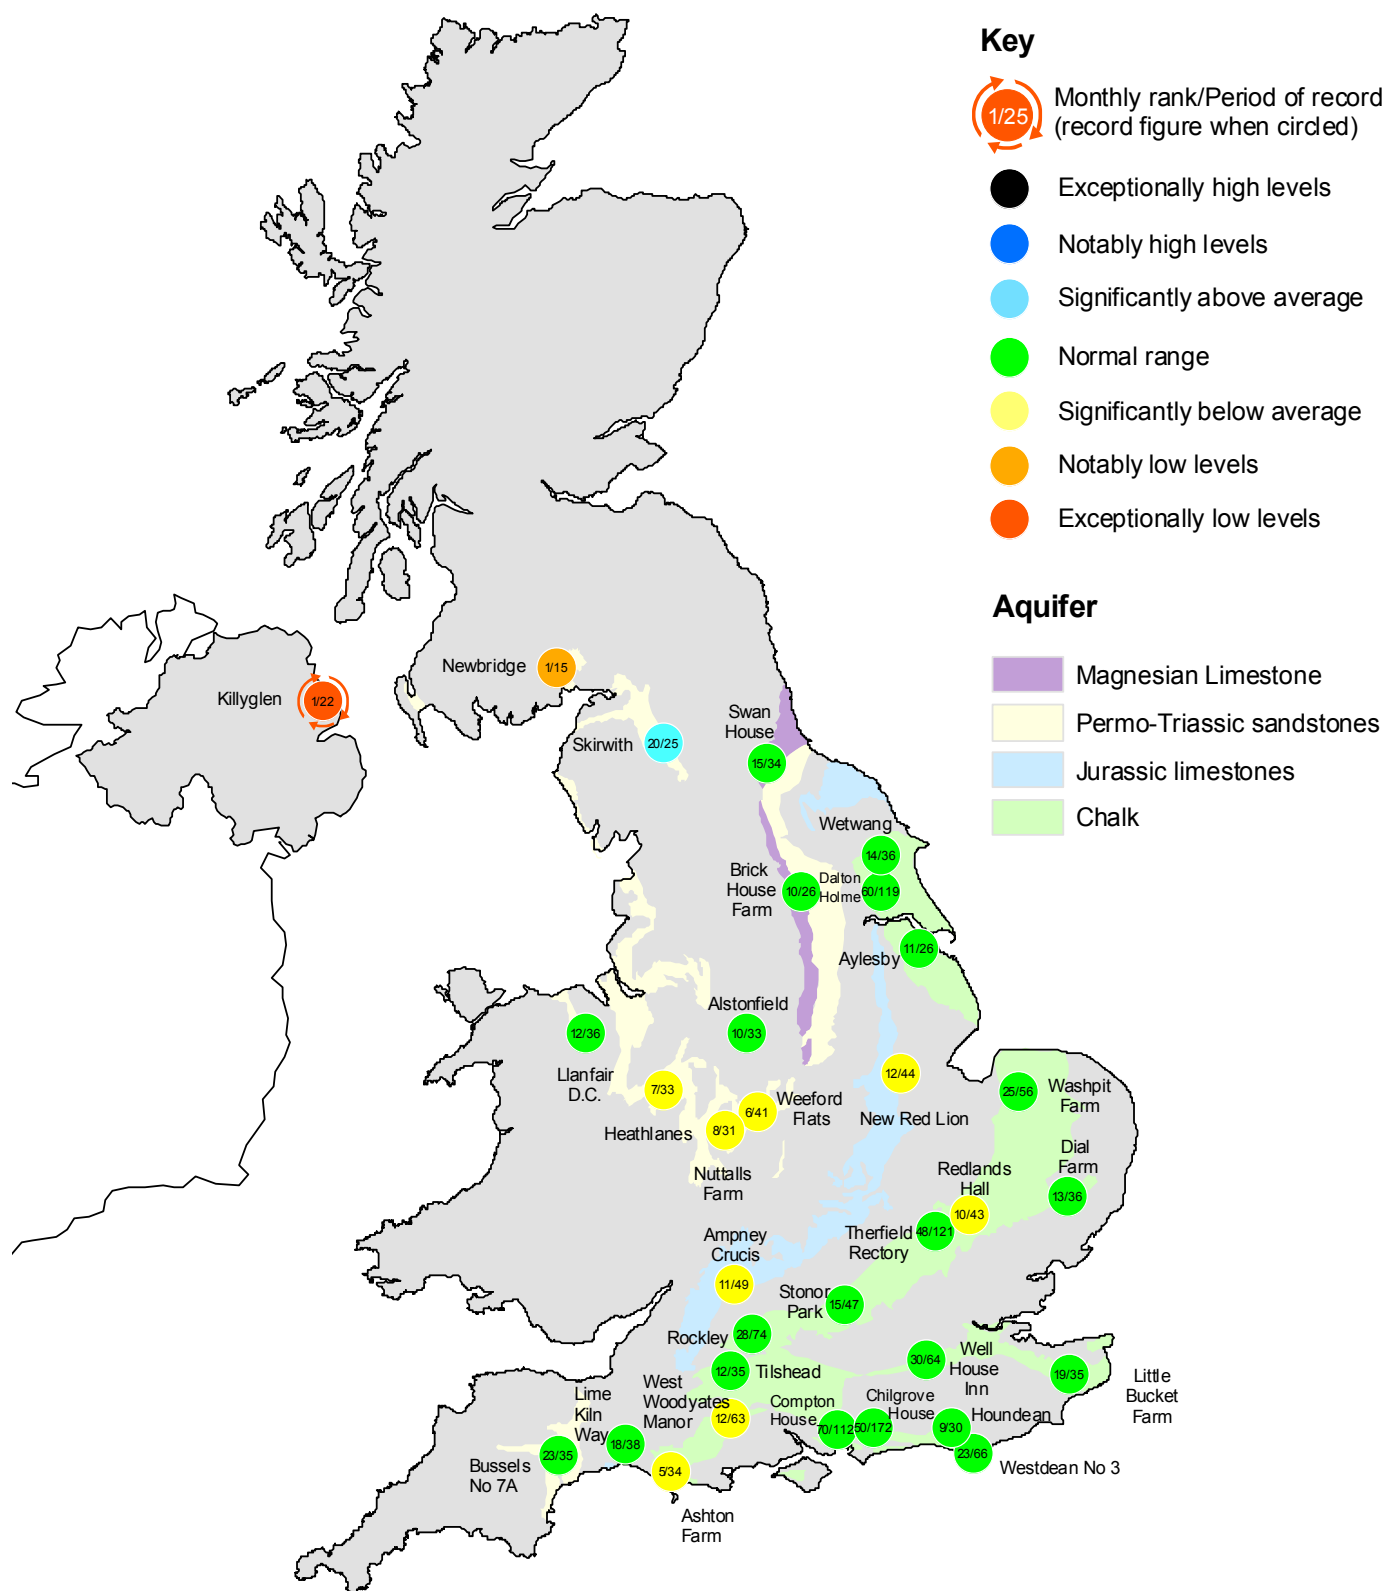 Key
1/25
Monthly rank/Period of record
(record figure when circled)
Exceptionally high levels
Notably high levels
Significantly above average
Normal range
Significantly below average
Notably low levels
Exceptionally low levels
Aquifer
Magnesian Limestone
Permo-Triassic sandstones
Jurassic limestones
Chalk
Newbridge
1/15
Killyglen
1/22
Skirwith
20/25
Swan
House
15/34
Wetwang
14/36
Brick
House
Farm
10/26
Dalton
Holme
60/119
Aylesby
11/26
Alstonfield
10/33
12/36
Llanfair
D.C.
7/33
Heathlanes
6/41
Weeford
Flats
8/31
Nuttalls
Farm
12/44
New Red Lion
25/56
Washpit
Farm
Dial
Farm
13/36
Redlands
Hall
10/43
Therfield
Rectory
48/121
Ampney
Crucis
11/49
Stonor
Park
15/47
Rockley
28/74
12/35
Tilshead
West
Woodyates
Manor
12/63
30/64
Well
House
Inn
19/35
Little
Bucket
Farm
Compton
House
70/112
Chilgrove
House
50/172
Houndean
9/30
23/66
Westdean No 3
Lime
Kiln
Way
18/38
Bussels
No 7A
23/35
5/34
Ashton
Farm